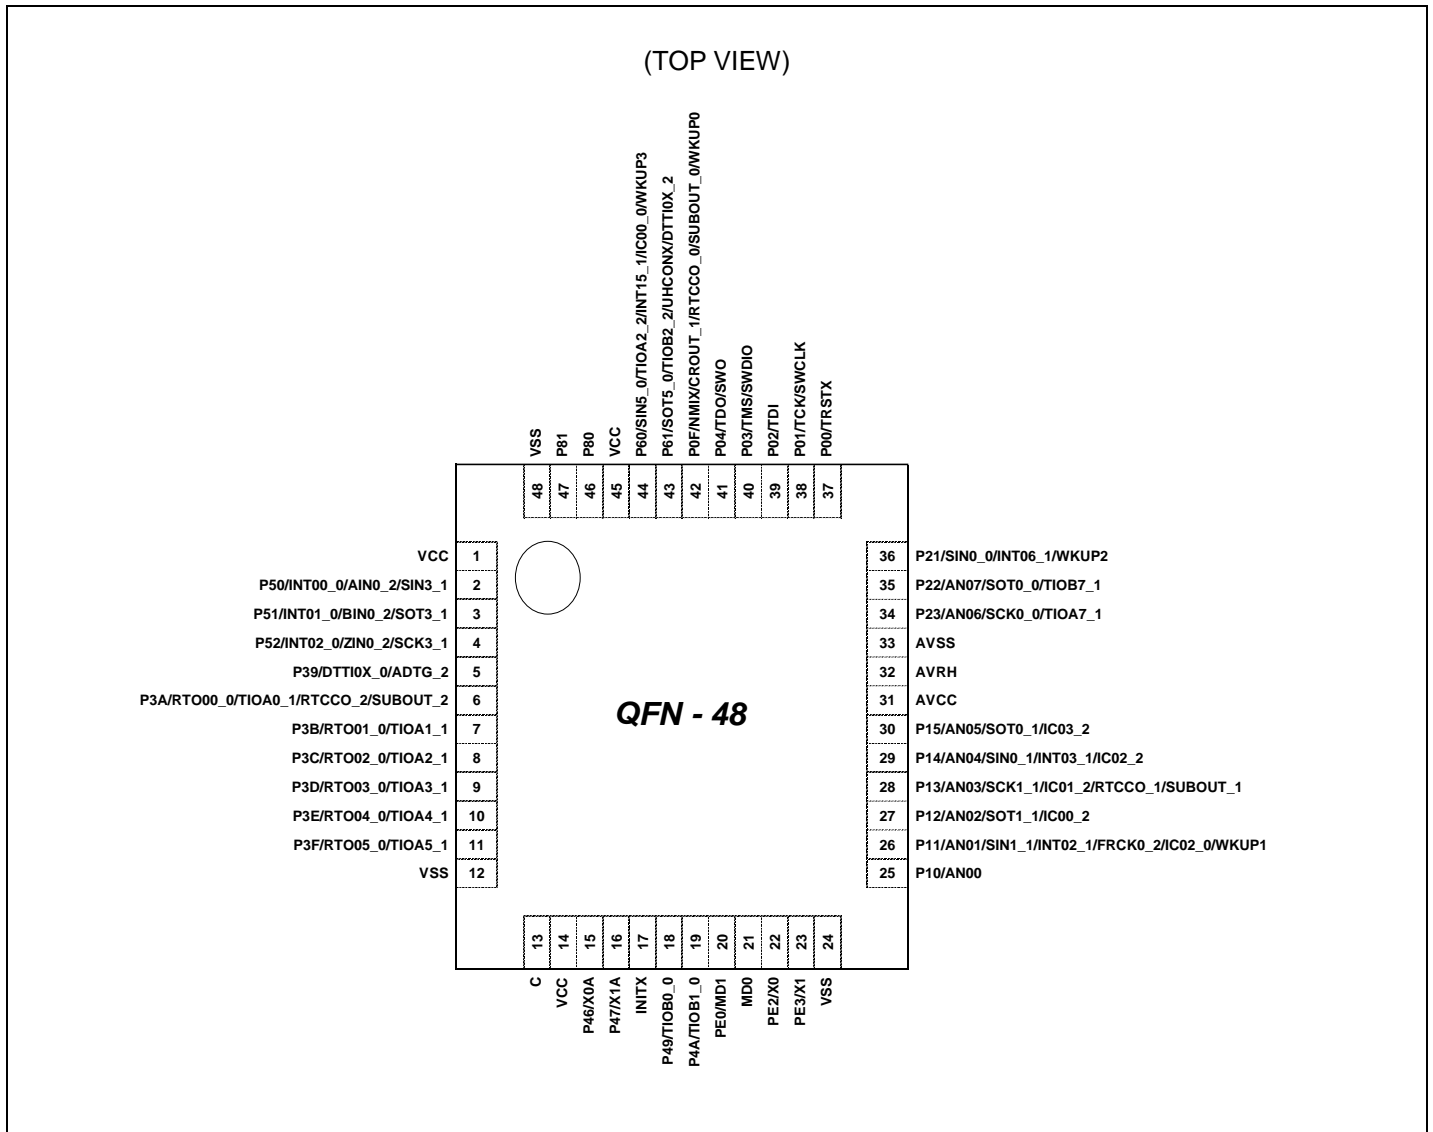 (TOP VIEW)
VSS
P81
P80
VCC
P60/SIN5_0/TIOA2_2/INT15_1/IC00_0/WKUP3
P61/SOT5_0/TIOB2_2/UHCONX/DTTI0X_2
P0F/NMIX/CROUT_1/RTCCO_0/SUBOUT_0/WKUP0
P04/TDO/SWO
P03/TMS/SWDIO
P02/TDI
P01/TCK/SWCLK
P00/TRSTX
48
47
46
45
44
43
42
41
40
39
38
37
VCC 1
P50/INT00_0/AIN0_2/SIN3_1 2
P51/INT01_0/BIN0_2/SOT3_1 3
P52/INT02_0/ZIN0_2/SCK3_1 4
P39/DTTI0X_0/ADTG_2 5
P3A/RTO00_0/TIOA0_1/RTCCO_2/SUBOUT_2 6
P3B/RTO01_0/TIOA1_1 7
P3C/RTO02_0/TIOA2_1 8
P3D/RTO03_0/TIOA3_1 9
P3E/RTO04_0/TIOA4_1 10
P3F/RTO05_0/TIOA5_1 11
VSS 12
QFN - 48
36 P21/SIN0_0/INT06_1/WKUP2
35 P22/AN07/SOT0_0/TIOB7_1
34 P23/AN06/SCK0_0/TIOA7_1
33 AVSS
32 AVRH
31 AVCC
30 P15/AN05/SOT0_1/IC03_2
29 P14/AN04/SIN0_1/INT03_1/IC02_2
28 P13/AN03/SCK1_1/IC01_2/RTCCO_1/SUBOUT_1
27 P12/AN02/SOT1_1/IC00_2
26 P11/AN01/SIN1_1/INT02_1/FRCK0_2/IC02_0/WKUP1
25 P10/AN00
13
14
15
16
17
18
19
20
21
22
23
24
C
VCC
P46/X0A
P47/X1A
INITX
P49/TIOB0_0
P4A/TIOB1_0
PE0/MD1
MD0
PE2/X0
PE3/X1
VSS